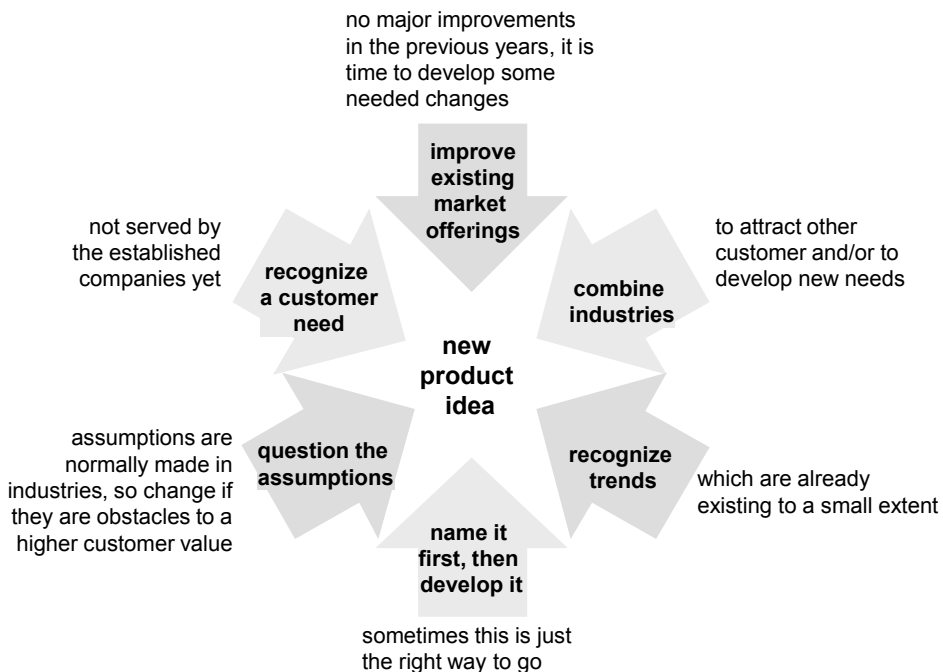 no major improvements
in the previous years, it is
time to develop some
needed changes
improve
existing
market
offerings
not served by
the established
companies yet
recognize
a customer
need
combine
industries
to attract other
customer and/or to
develop new needs
new
product
idea
assumptions are
normally made in
industries, so change if
they are obstacles to a
higher customer value
question the
assumptions
recognize
trends
which are already
existing to a small extent
name it
first, then
develop it
sometimes this is just
the right way to go